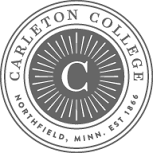 CARLETON COLLEGE
C
NORTHFIELD, MINN. EST 1866